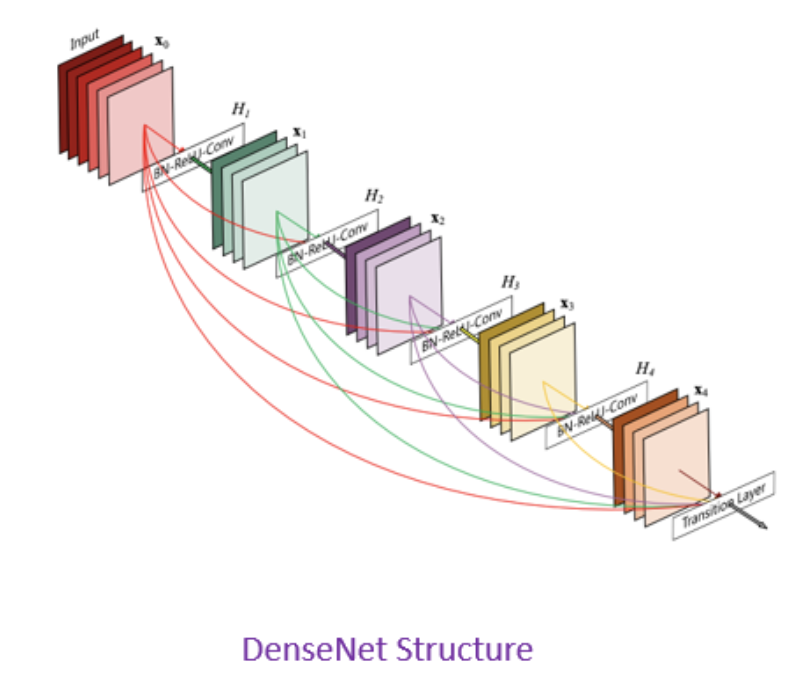 Input
x₀
H₁
BN-ReLU-Conv
x₁
H₂
BN-ReLU-Conv
x₂
H₃
BN-ReLU-Conv
x₃
H₄
BN-ReLU-Conv
x₄
Transition Layer
DenseNet Structure